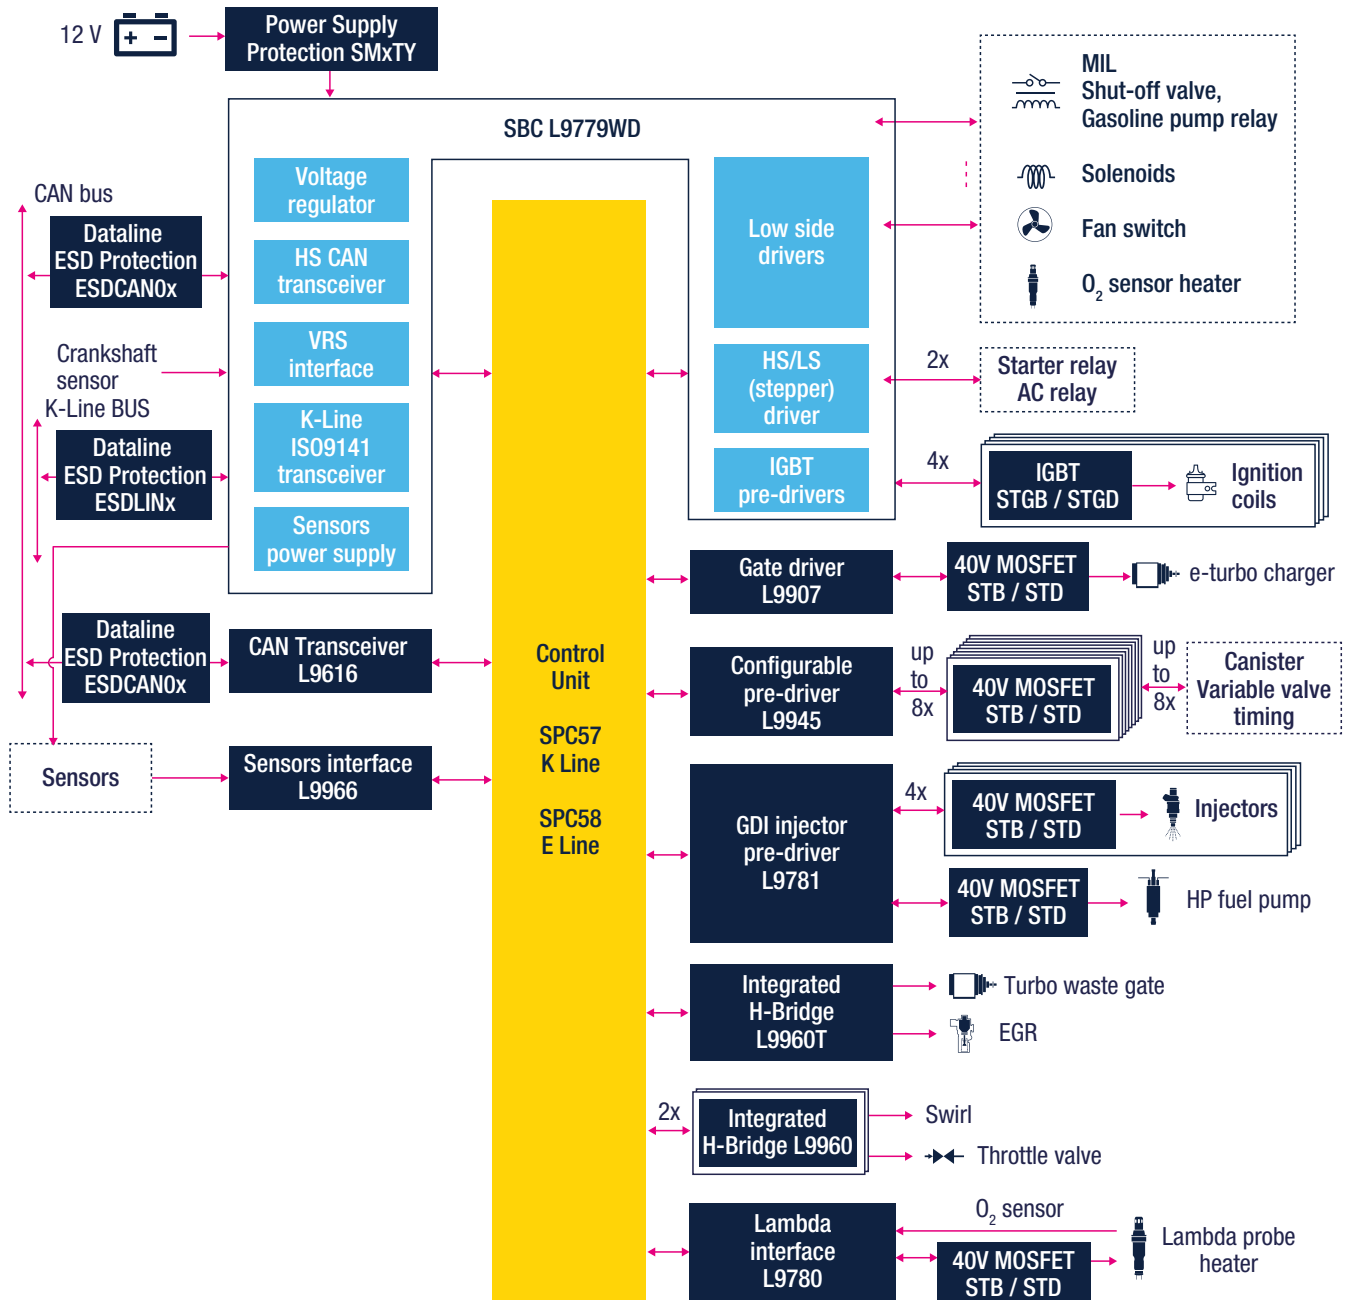 12 V
Power Supply
Protection SMxTY
SBC L9779WD
MIL
Shut-off valve,
Gasoline pump relay
Solenoids
Fan switch
O2 sensor heater
Voltage
regulator
HS CAN
transceiver
VRS
interface
K-Line
ISO9141
transceiver
Sensors
power supply
Low side
drivers
HS/LS
(stepper)
driver
IGBT
pre-drivers
CAN bus
Dataline
ESD Protection
ESDCAN0x
Crankshaft
sensor
K-Line BUS
Dataline
ESD Protection
ESDLINx
2x
Starter relay
AC relay
4x
IGBT
STGB / STGD
Ignition
coils
Gate driver
L9907
40V MOSFET
STB / STD
e-turbo charger
Dataline
ESD Protection
ESDCAN0x
CAN Transceiver
L9616
Control
Unit
SPC57
K Line
SPC58
E Line
Configurable
pre-driver
L9945
up
to
8x
40V MOSFET
STB / STD
up
to
8x
Canister
Variable valve
timing
Sensors
Sensors interface
L9966
GDI injector
pre-driver
L9781
4x
40V MOSFET
STB / STD
Injectors
40V MOSFET
STB / STD
HP fuel pump
Integrated
H-Bridge
L9960T
Turbo waste gate
EGR
2x
Integrated
H-Bridge L9960
Swirl
Throttle valve
Lambda
interface
L9780
O2 sensor
40V MOSFET
STB / STD
Lambda probe
heater